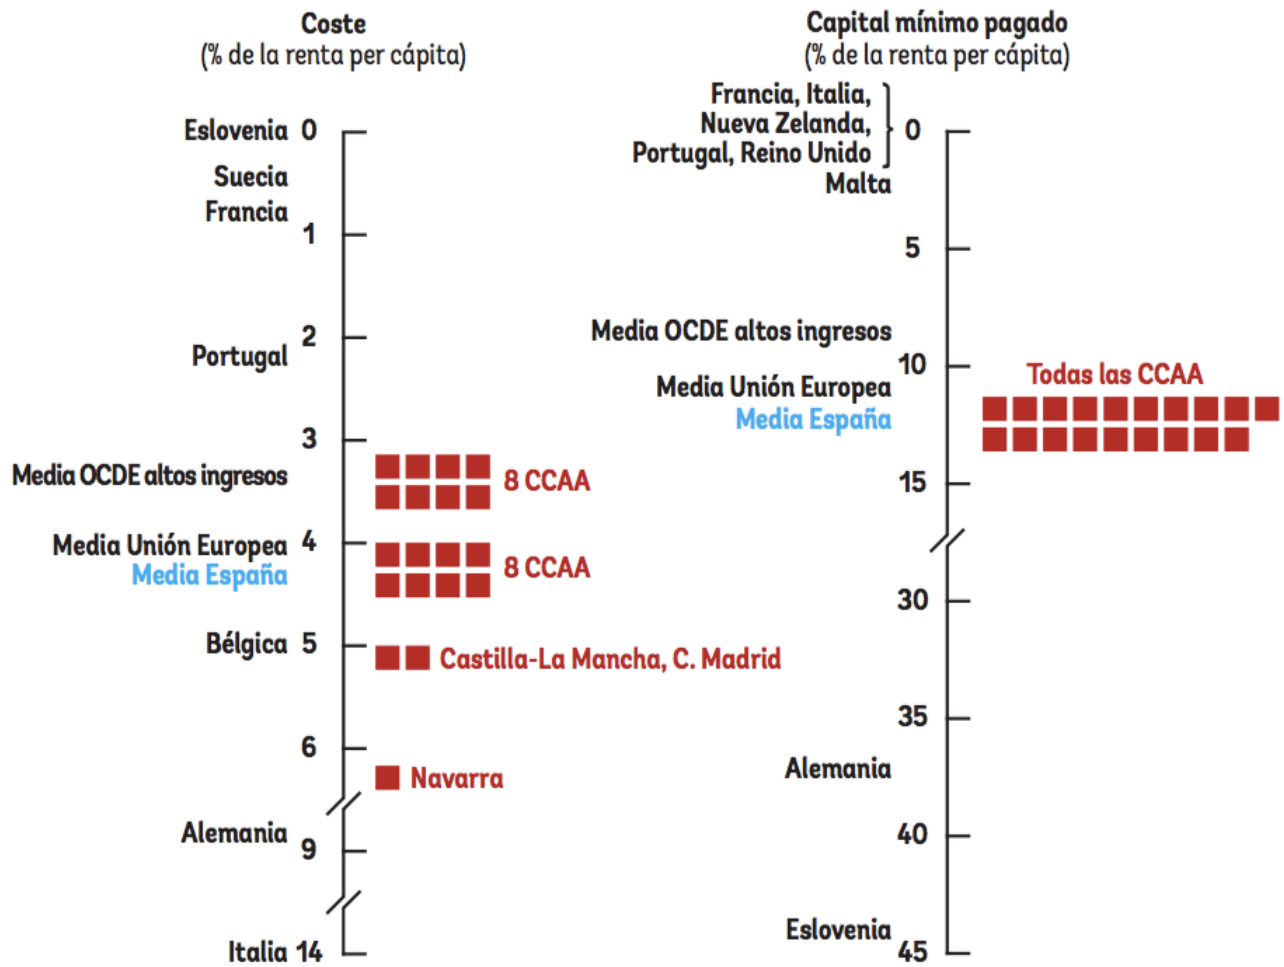 Coste
(% de la renta per cápita)
Eslovenia 0
Suecia
Francia
1
2
Portugal
3
Media OCDE altos ingresos
8 CCAA
Media Unión Europea 4
Media España
8 CCAA
Bélgica 5
Castilla-La Mancha, C. Madrid
6
Navarra
Alemania
9
Italia 14
Capital mínimo pagado
(% de la renta per cápita)
Francia, Italia,
Nueva Zelanda,
Portugal, Reino Unido
0
Malta
5
Media OCDE altos ingresos
10
Todas las CCAA
Media Unión Europea
Media España
15
30
35
Alemania
40
Eslovenia
45